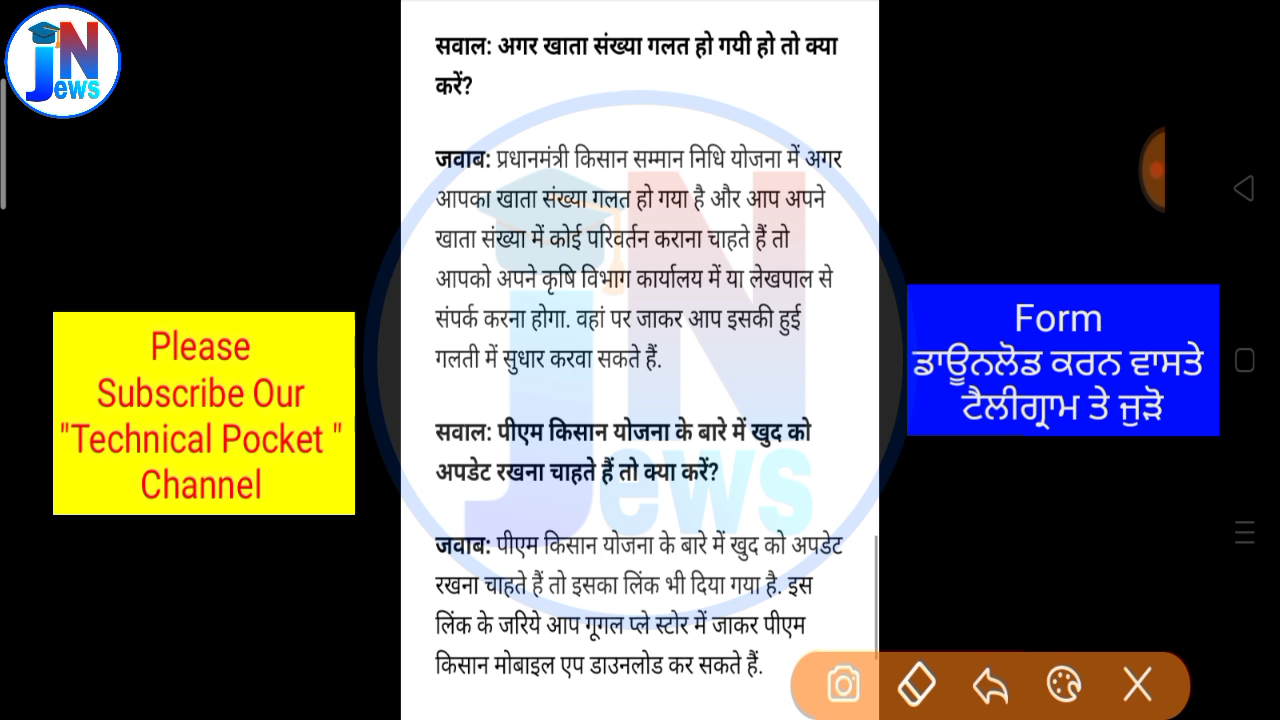 JN
Jews
सवाल: अगर खाता संख्या गलत हो गयी हो तो क्या
करें?
जवाब: प्रधानमंत्री किसान सम्मान निधि योजना में अगर
आपका खाता संख्या गलत हो गया है और आप अपने
खाता संख्या में कोई परिवर्तन कराना चाहते हैं तो
आपको अपने कृषि विभाग कार्यालय में या लेखपाल से
संपर्क करना होगा. वहां पर जाकर आप इसकी हुई
गलती में सुधार करवा सकते हैं.
सवाल: पीएम किसान योजना के बारे में खुद को
अपडेट रखना चाहते हैं तो क्या करें?
जवाब: पीएम किसान योजना के बारे में खुद को अपडेट
रखना चाहते हैं तो इसका लिंक भी दिया गया है. इस
लिंक के जरिये आप गूगल प्ले स्टोर में जाकर पीएम
किसान मोबाइल एप डाउनलोड कर सकते हैं.
Please
Subscribe Our
"Technical Pocket "
Channel
Form
ਡਾਊਨਲੋਡ ਕਰਨ ਵਾਸਤੇ
ਟੈਲੀਗ੍ਰਾਮ ਤੇ ਜੁੜੋ